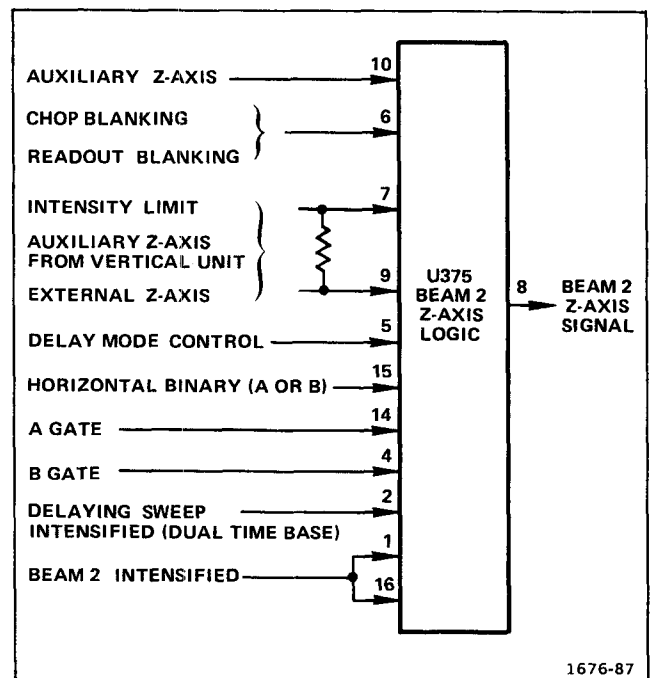 AUXILIARY Z-AXIS
10
CHOP BLANKING
6
READOUT BLANKING
INTENSITY LIMIT
7
AUXILIARY Z-AXIS
FROM VERTICAL UNIT
EXTERNAL Z-AXIS
9
DELAY MODE CONTROL
5
HORIZONTAL BINARY (A OR B)
15
A GATE
14
B GATE
4
DELAYING SWEEP
2
INTENSIFIED (DUAL TIME BASE)
BEAM 2 INTENSIFIED
1
16
U375
BEAM 2
Z-AXIS
LOGIC
8
BEAM 2
Z-AXIS
SIGNAL
1676-87